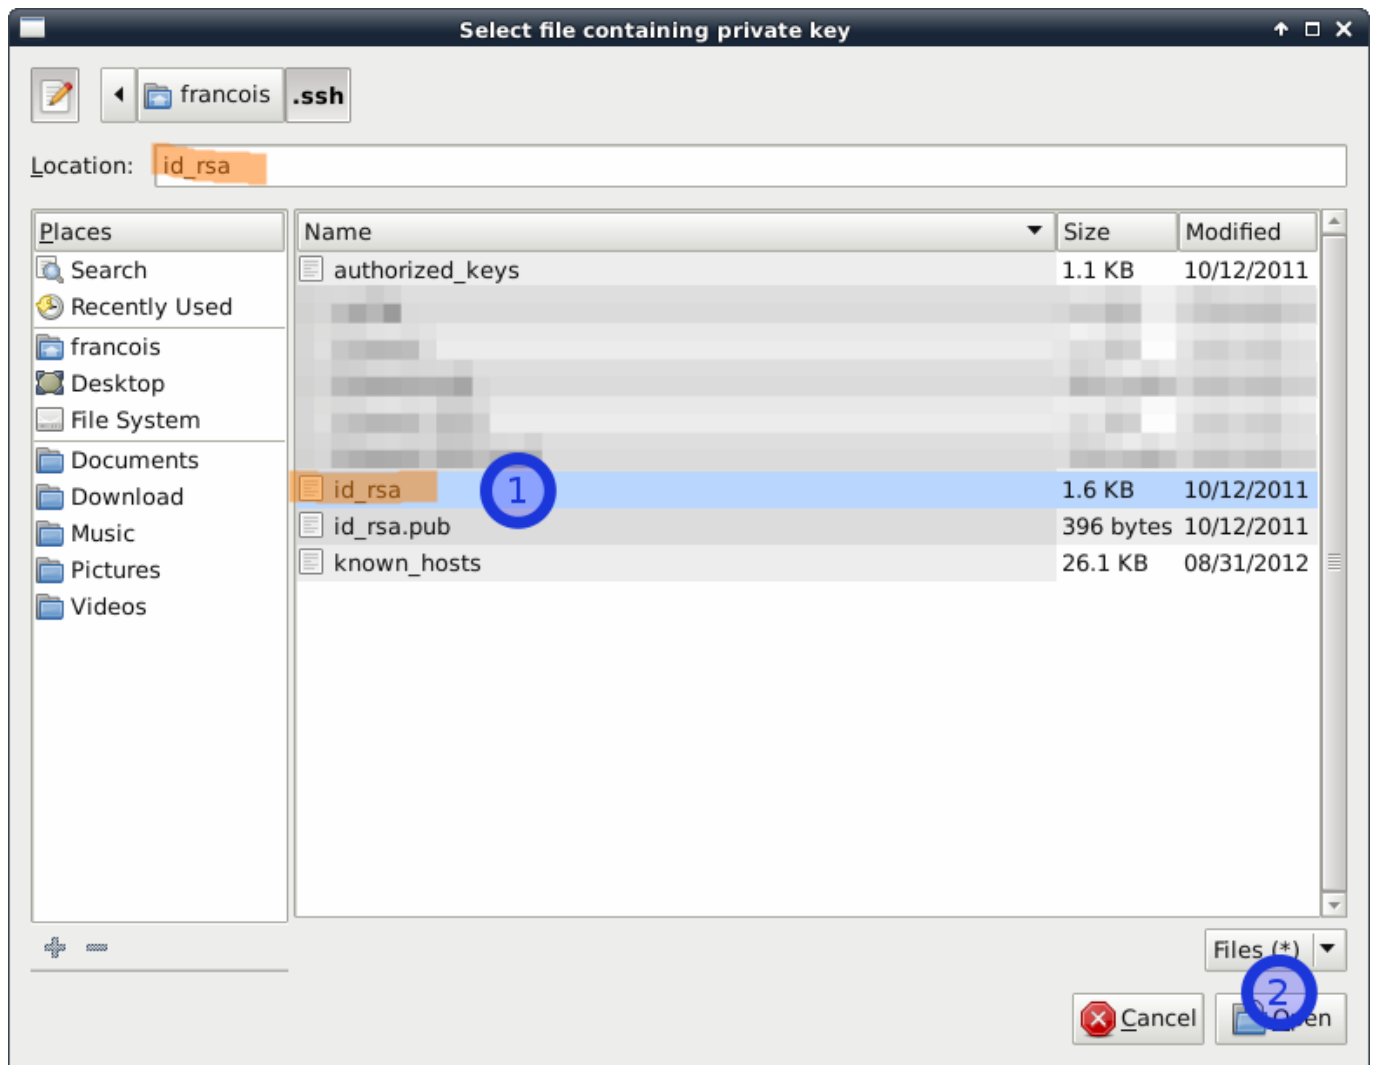 Select file containing private key
francois .ssh
Location: id_rsa
Places
Search
Recently Used
francois
Desktop
File System
Documents
Download
Music
Pictures
Videos
Name Size Modified
authorized_keys 1.1 KB 10/12/2011
id_rsa 1 1.6 KB 10/12/2011
id_rsa.pub 396 bytes 10/12/2011
known_hosts 26.1 KB 08/31/2012
Files (*)
2
Cancel Open